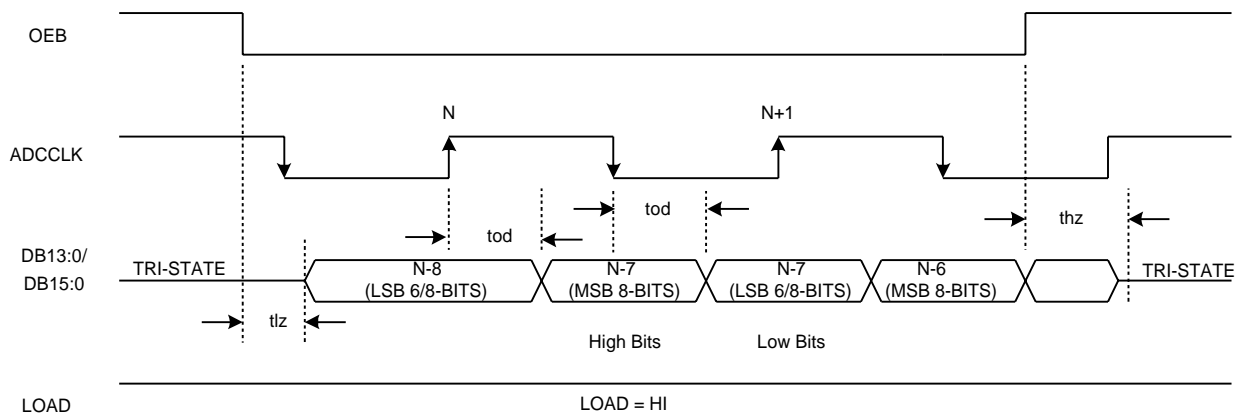 OEB
N
N+1
ADCCLK
tod
tod
thz
DB13:0/
DB15:0
TRI-STATE
N-8
(LSB 6/8-BITS)
N-7
(MSB 8-BITS)
N-7
(LSB 6/8-BITS)
N-6
(MSB 8-BITS)
TRI-STATE
tlz
High Bits
Low Bits
LOAD
LOAD = HI